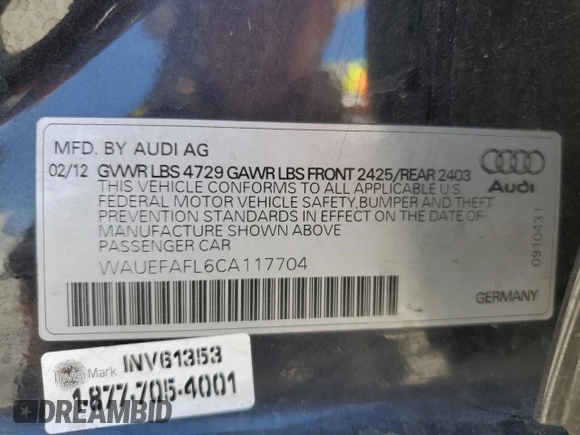 MFD. BY AUDI AG
02/12 GVWR LBS 4729 GAWR LBS FRONT 2425/REAR 2403
THIS VEHICLE CONFORMS TO ALL APPLICABLE U.S.
FEDERAL MOTOR VEHICLE SAFETY,BUMPER AND THEFT
PREVENTION STANDARDS IN EFFECT ON THE DATE OF
MANUFACTURE SHOWN ABOVE
PASSENGER CAR
WAUEFAFL6CA117704
Audi
0910431
GERMANY
Mark
INV61353
1-877-705-4001
DREAMBID